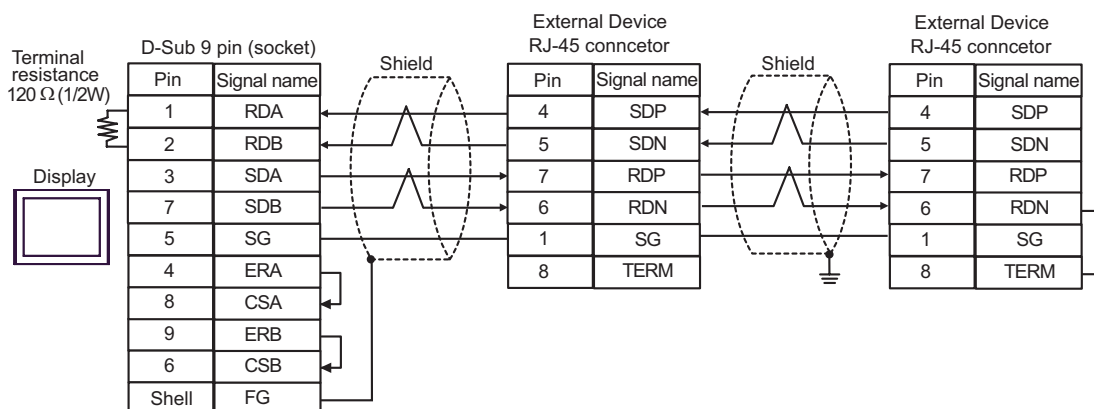 Terminal
resistance
120 Ω (1/2W)
Display
D-Sub 9 pin (socket)
Pin Signal name
1 RDA
2 RDB
3 SDA
7 SDB
5 SG
4 ERA
8 CSA
9 ERB
6 CSB
Shell FG
Shield
External Device
RJ-45 conncetor
Pin Signal name
4 SDP
5 SDN
7 RDP
6 RDN
1 SG
8 TERM
Shield
External Device
RJ-45 conncetor
Pin Signal name
4 SDP
5 SDN
7 RDP
6 RDN
1 SG
8 TERM